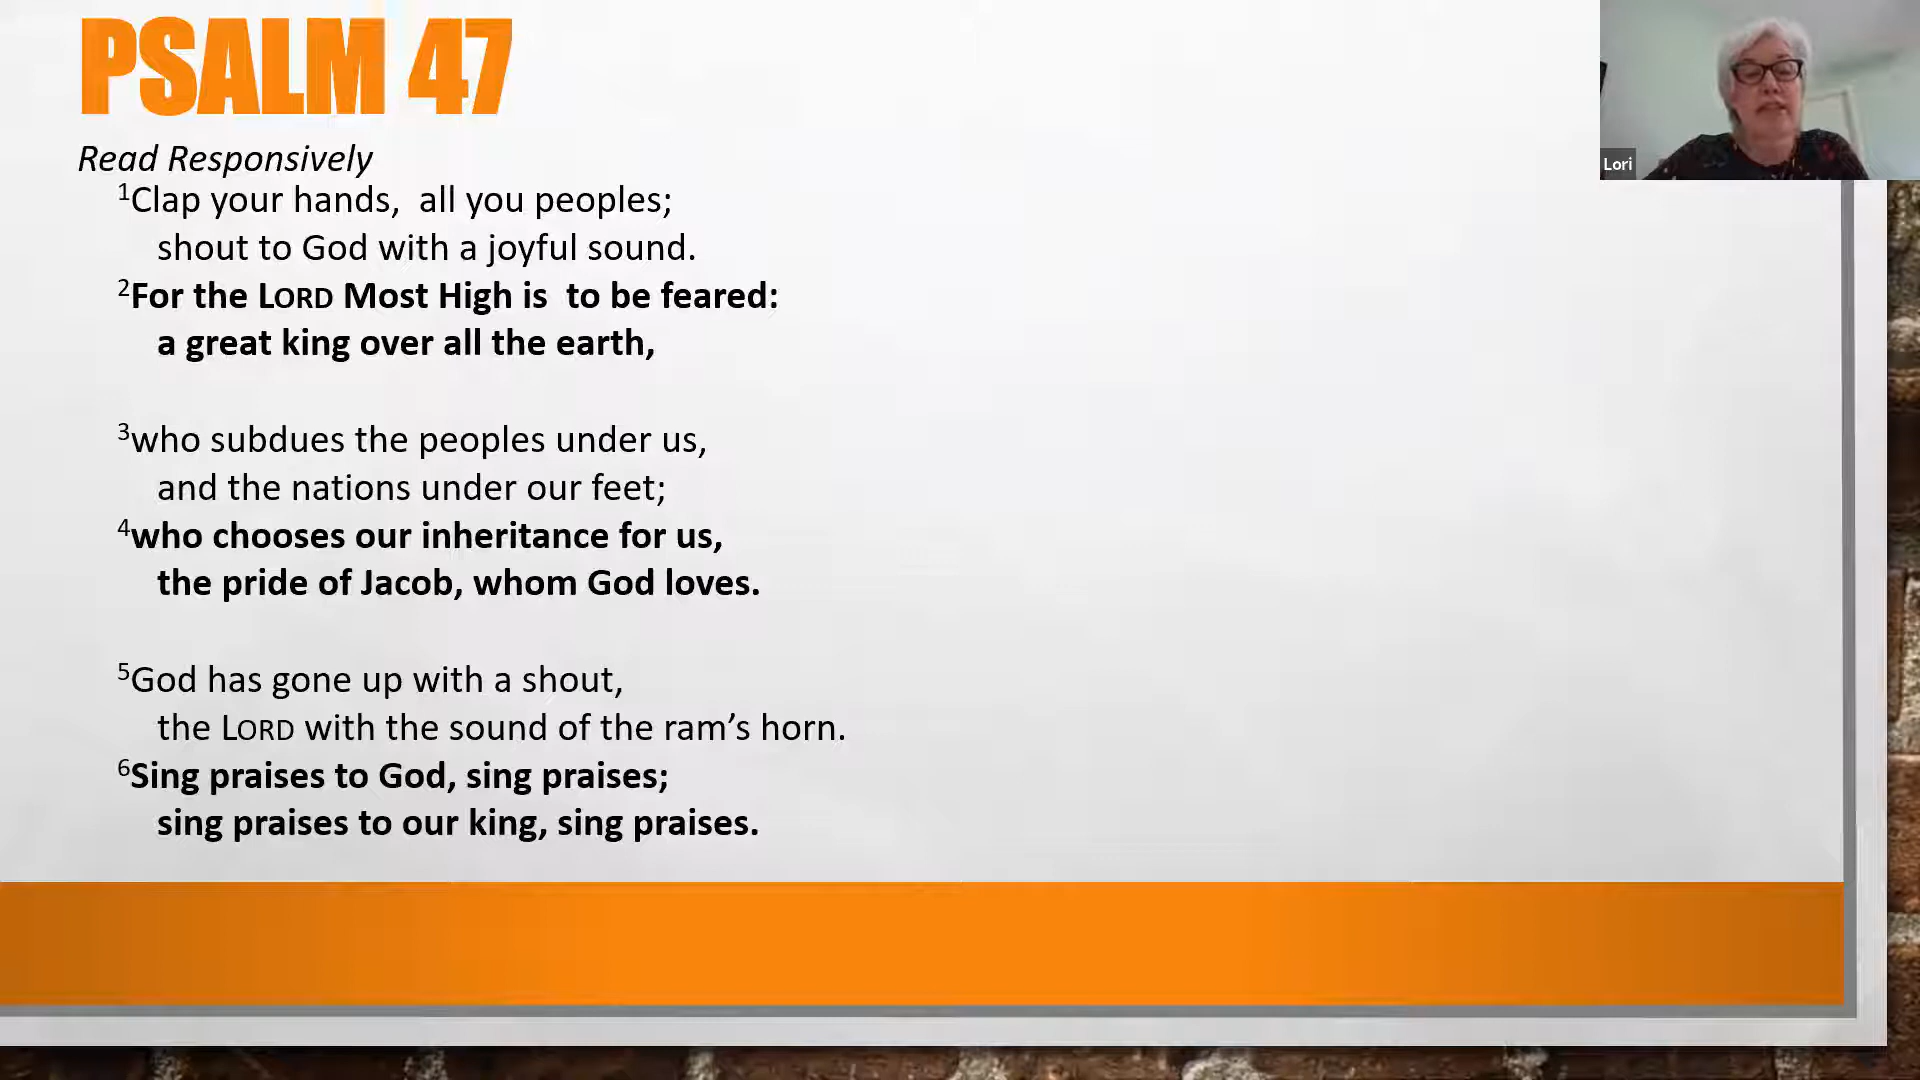 PSALM 47
Read Responsively
1Clap your hands, all you peoples;
shout to God with a joyful sound.
2For the LORD Most High is to be feared:
a great king over all the earth,
3who subdues the peoples under us,
and the nations under our feet;
4who chooses our inheritance for us,
the pride of Jacob, whom God loves.
5God has gone up with a shout,
the LORD with the sound of the ram’s horn.
6Sing praises to God, sing praises;
sing praises to our king, sing praises.
Lori